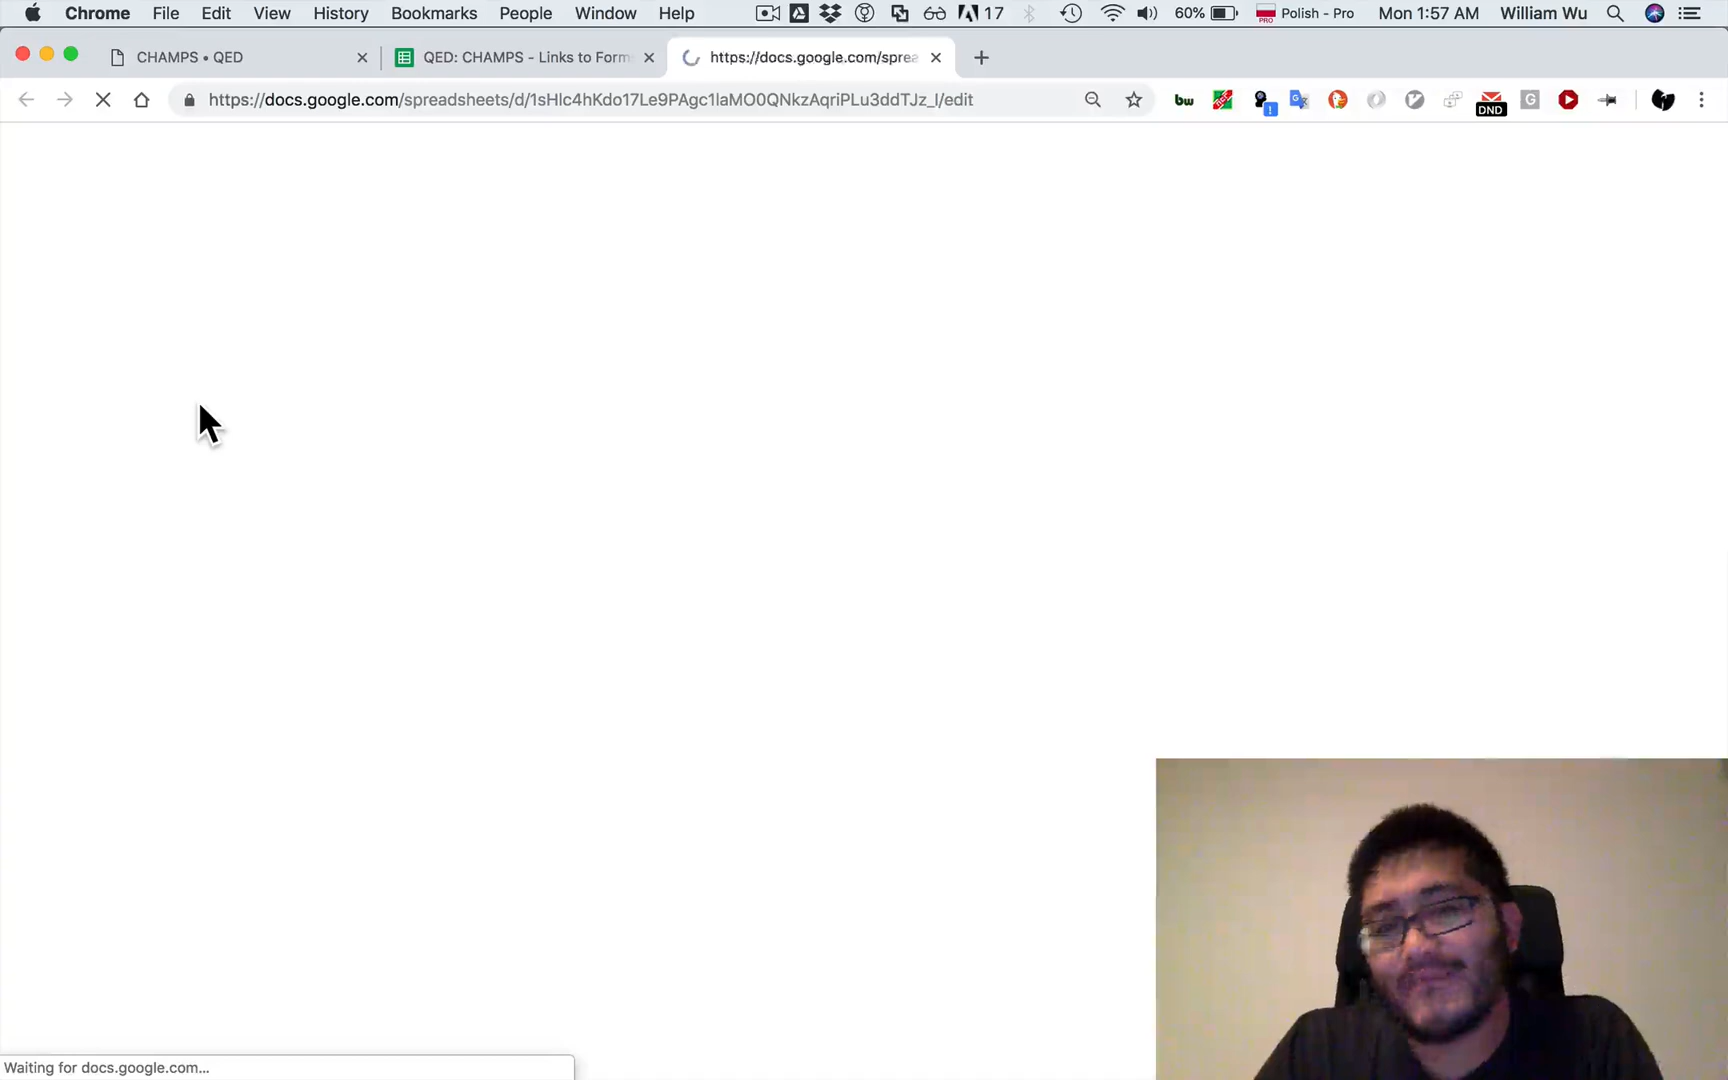 Chrome File Edit View History Bookmarks People Window Help 17 60% PRO Polish - Pro Mon 1:57 AM William Wu
CHAMPS • QED
QED: CHAMPS - Links to Form
https://docs.google.com/sprea
https://docs.google.com/spreadsheets/d/1sHlc4hKdo17Le9PAgc1laMO0QNkzAqriPLu3ddTJz_I/edit
bw
G
DND
Waiting for docs.google.com...